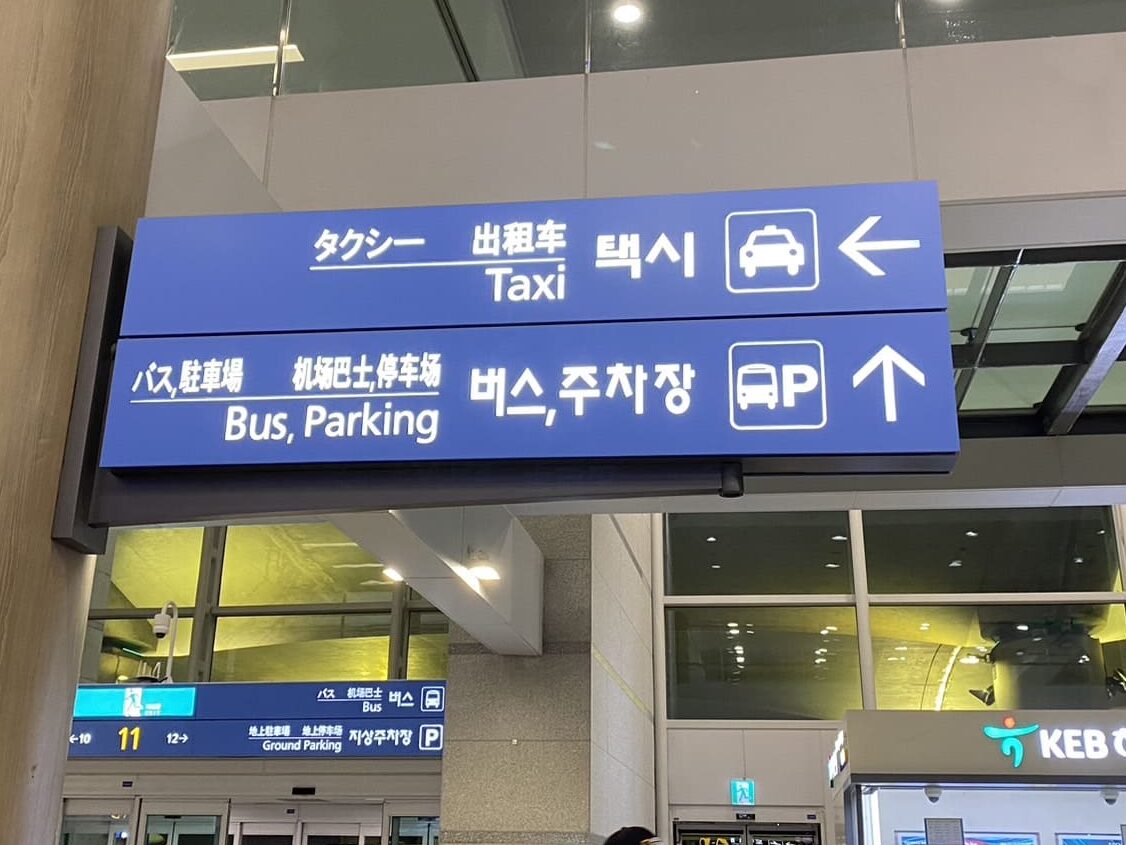 タクシー 出租车 택시
Taxi
バス,駐車場 机场巴士,停车场 버스,주차장 P
Bus, Parking
バス 机场巴士 버스
Bus
←10 11 12→
地上駐車場 地上停车场 지상주차장 P
Ground Parking
KEB